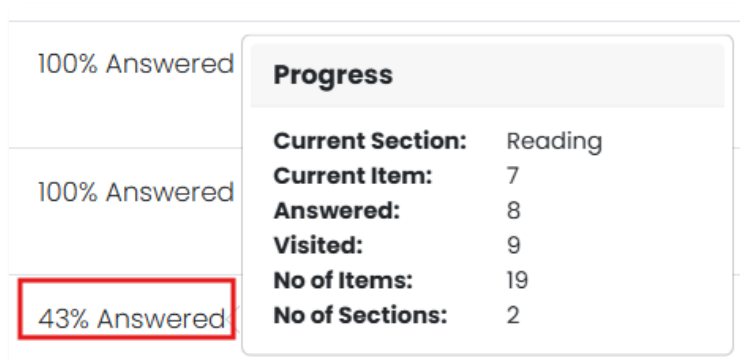 100% Answered
100% Answered
43% Answered
Progress
Current Section: Reading
Current Item: 7
Answered: 8
Visited: 9
No of Items: 19
No of Sections: 2